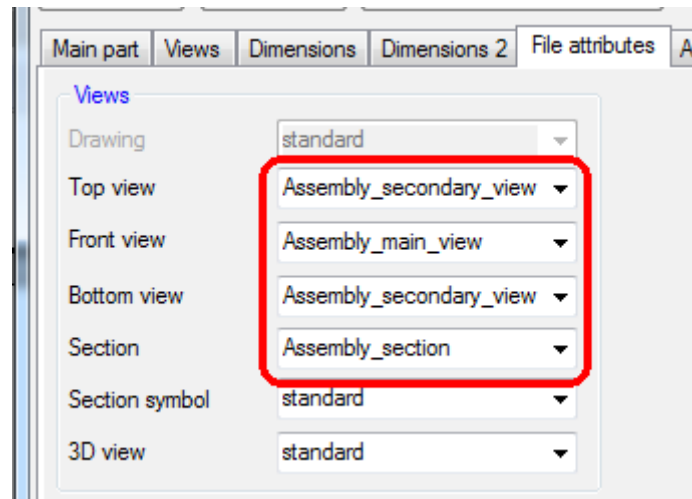 Main part Views Dimensions Dimensions 2 File attributes A
Views
Drawing standard
Top view Assembly_secondary_view
Front view Assembly_main_view
Bottom view Assembly_secondary_view
Section Assembly_section
Section symbol standard
3D view standard